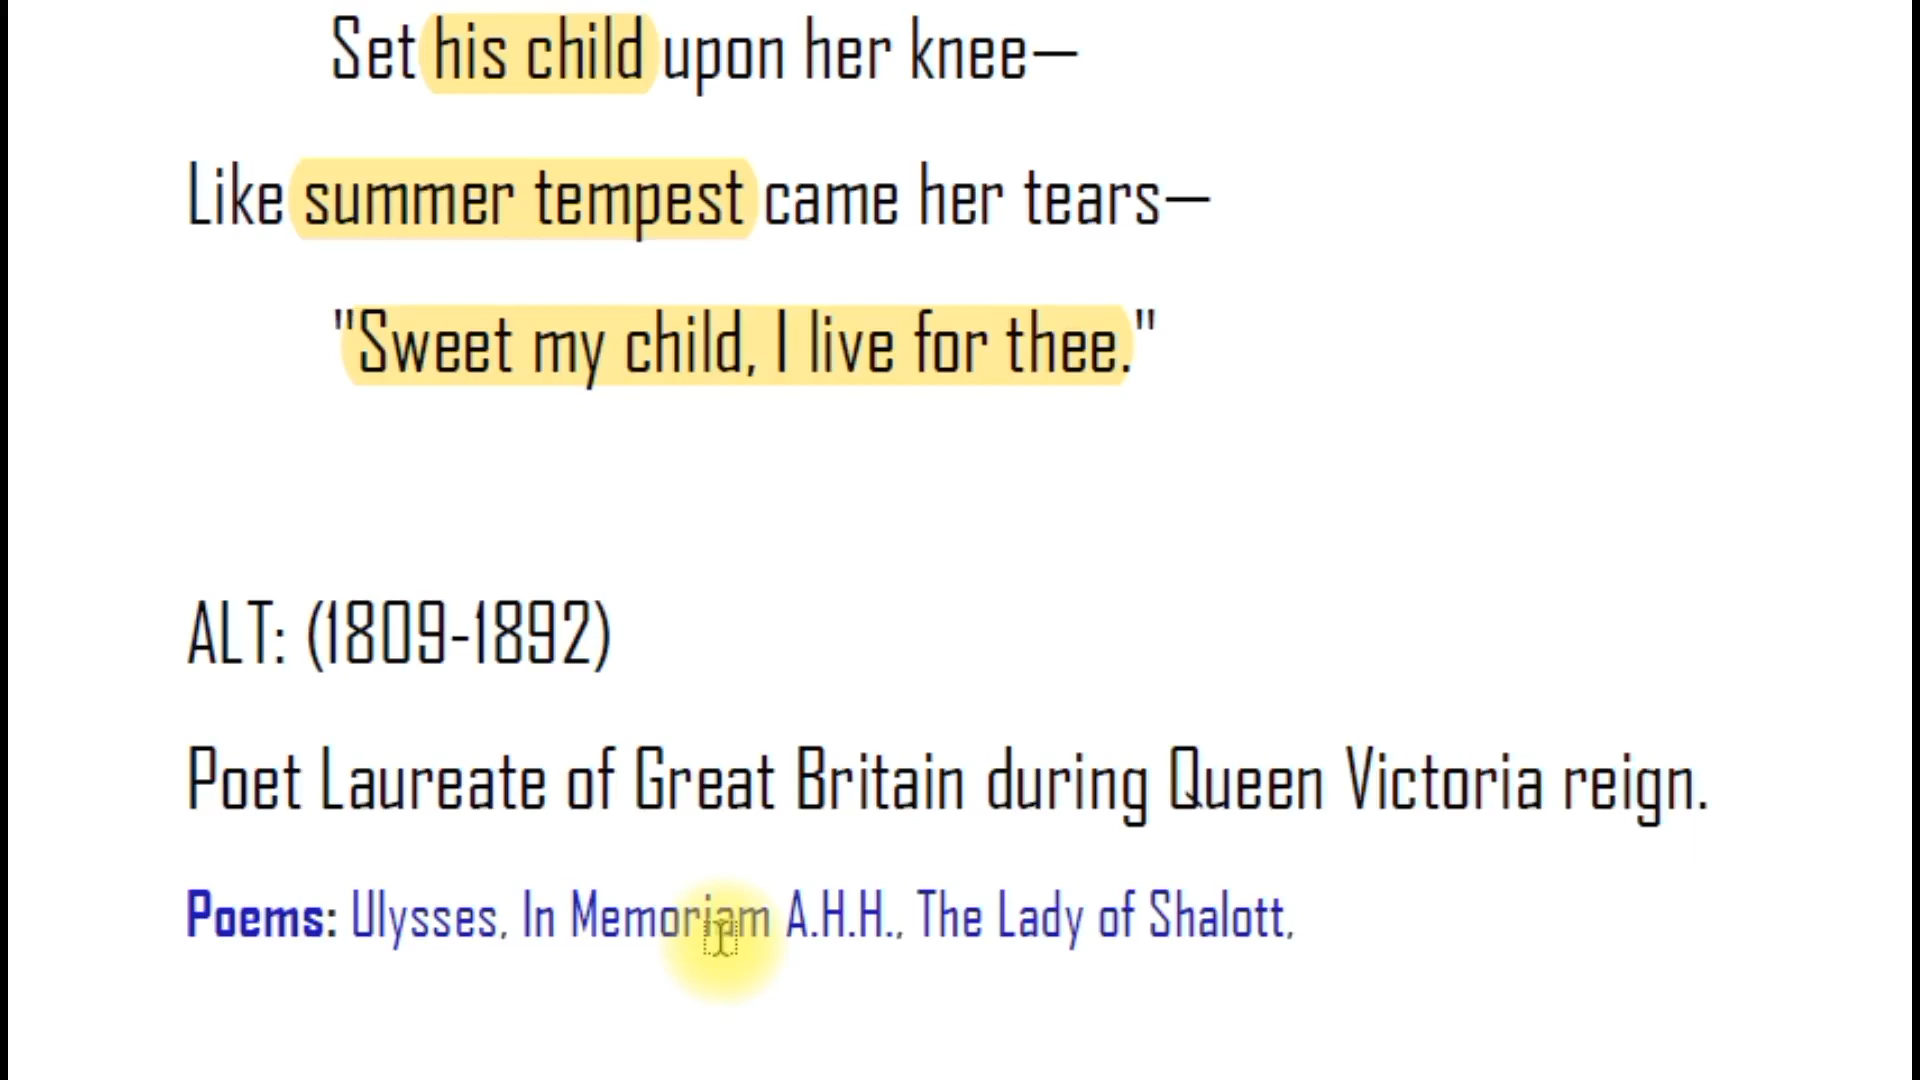 Set his child upon her knee—
Like summer tempest came her tears—
"Sweet my child, I live for thee."
ALT: (1809-1892)
Poet Laureate of Great Britain during Queen Victoria reign.
Poems: Ulysses, In Memoriam A.H.H., The Lady of Shalott,